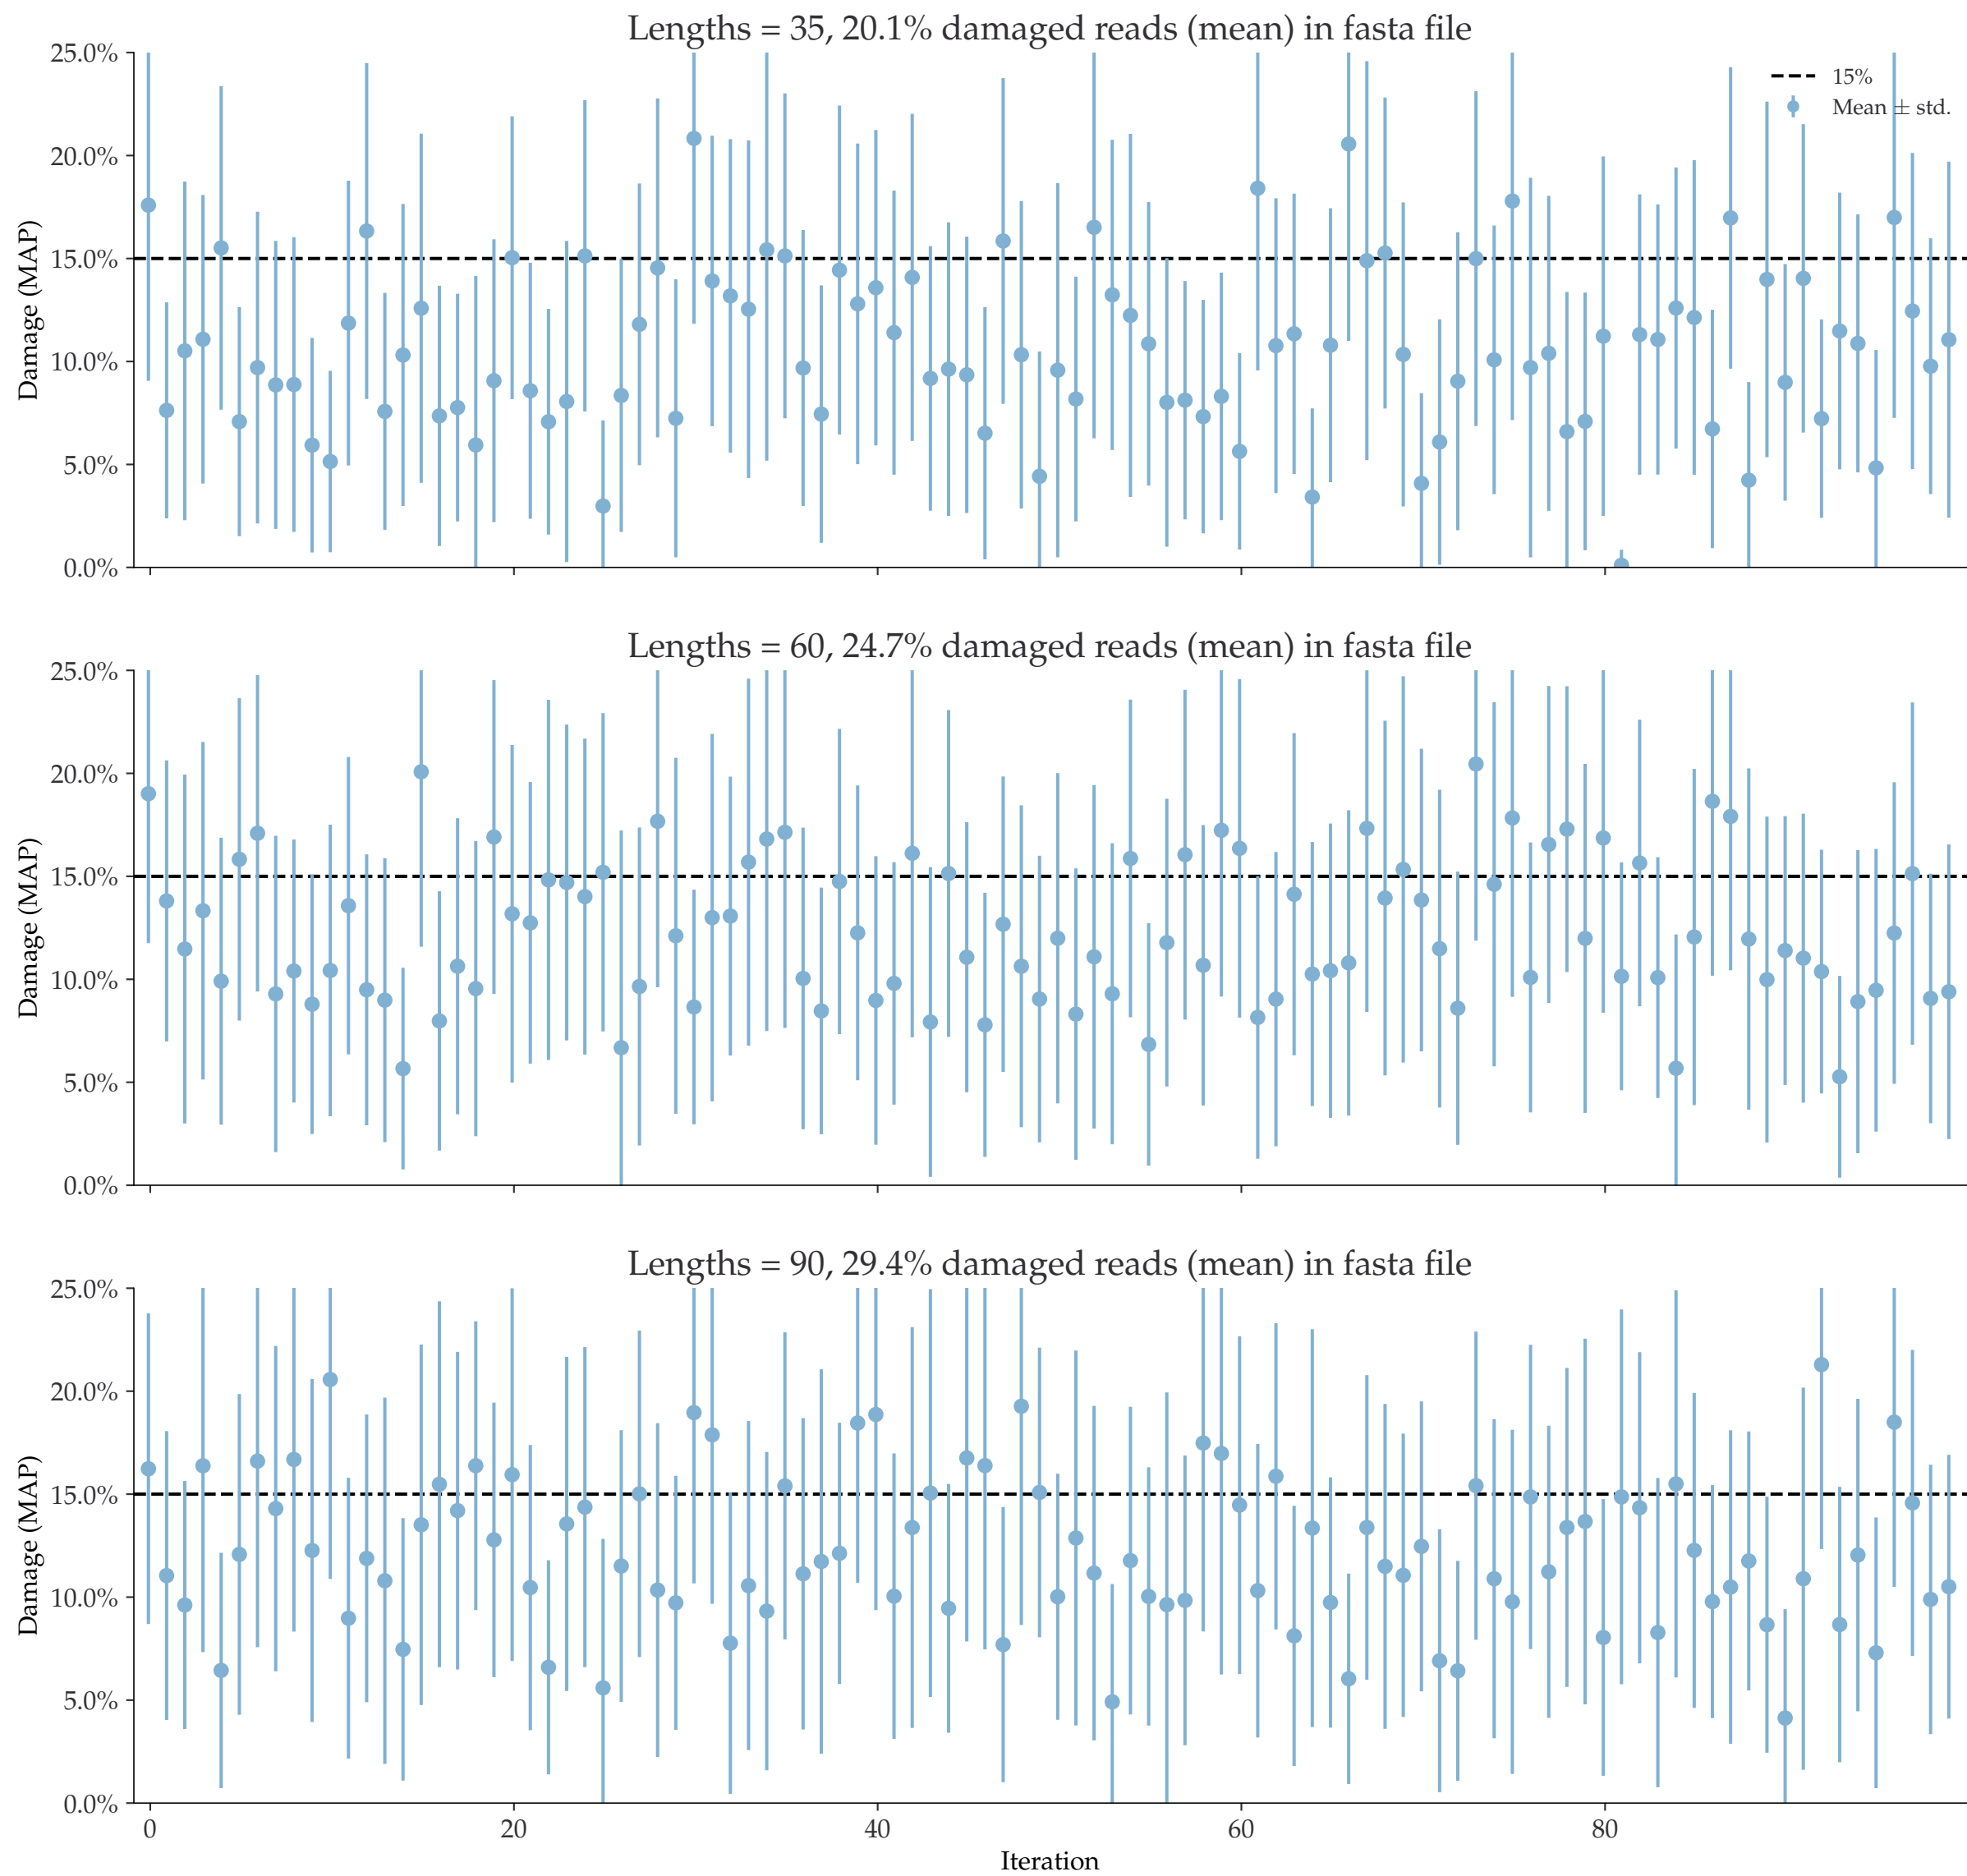 Lengths = 35, 20.1% damaged reads (mean) in fasta file
25.0%
20.0%
15.0%
10.0%
5.0%
0.0%
Damage (MAP)
15%
Mean ± std.
Lengths = 60, 24.7% damaged reads (mean) in fasta file
25.0%
20.0%
15.0%
10.0%
5.0%
0.0%
Damage (MAP)
Lengths = 90, 29.4% damaged reads (mean) in fasta file
25.0%
20.0%
15.0%
10.0%
5.0%
0.0%
Damage (MAP)
0 20 40 60 80
Iteration